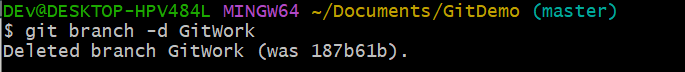 DEV@DESKTOP-HPV484L MINGW64 ~/Documents/GitDemo (master)
$ git branch -d GitWork
Deleted branch GitWork (was 187b61b).